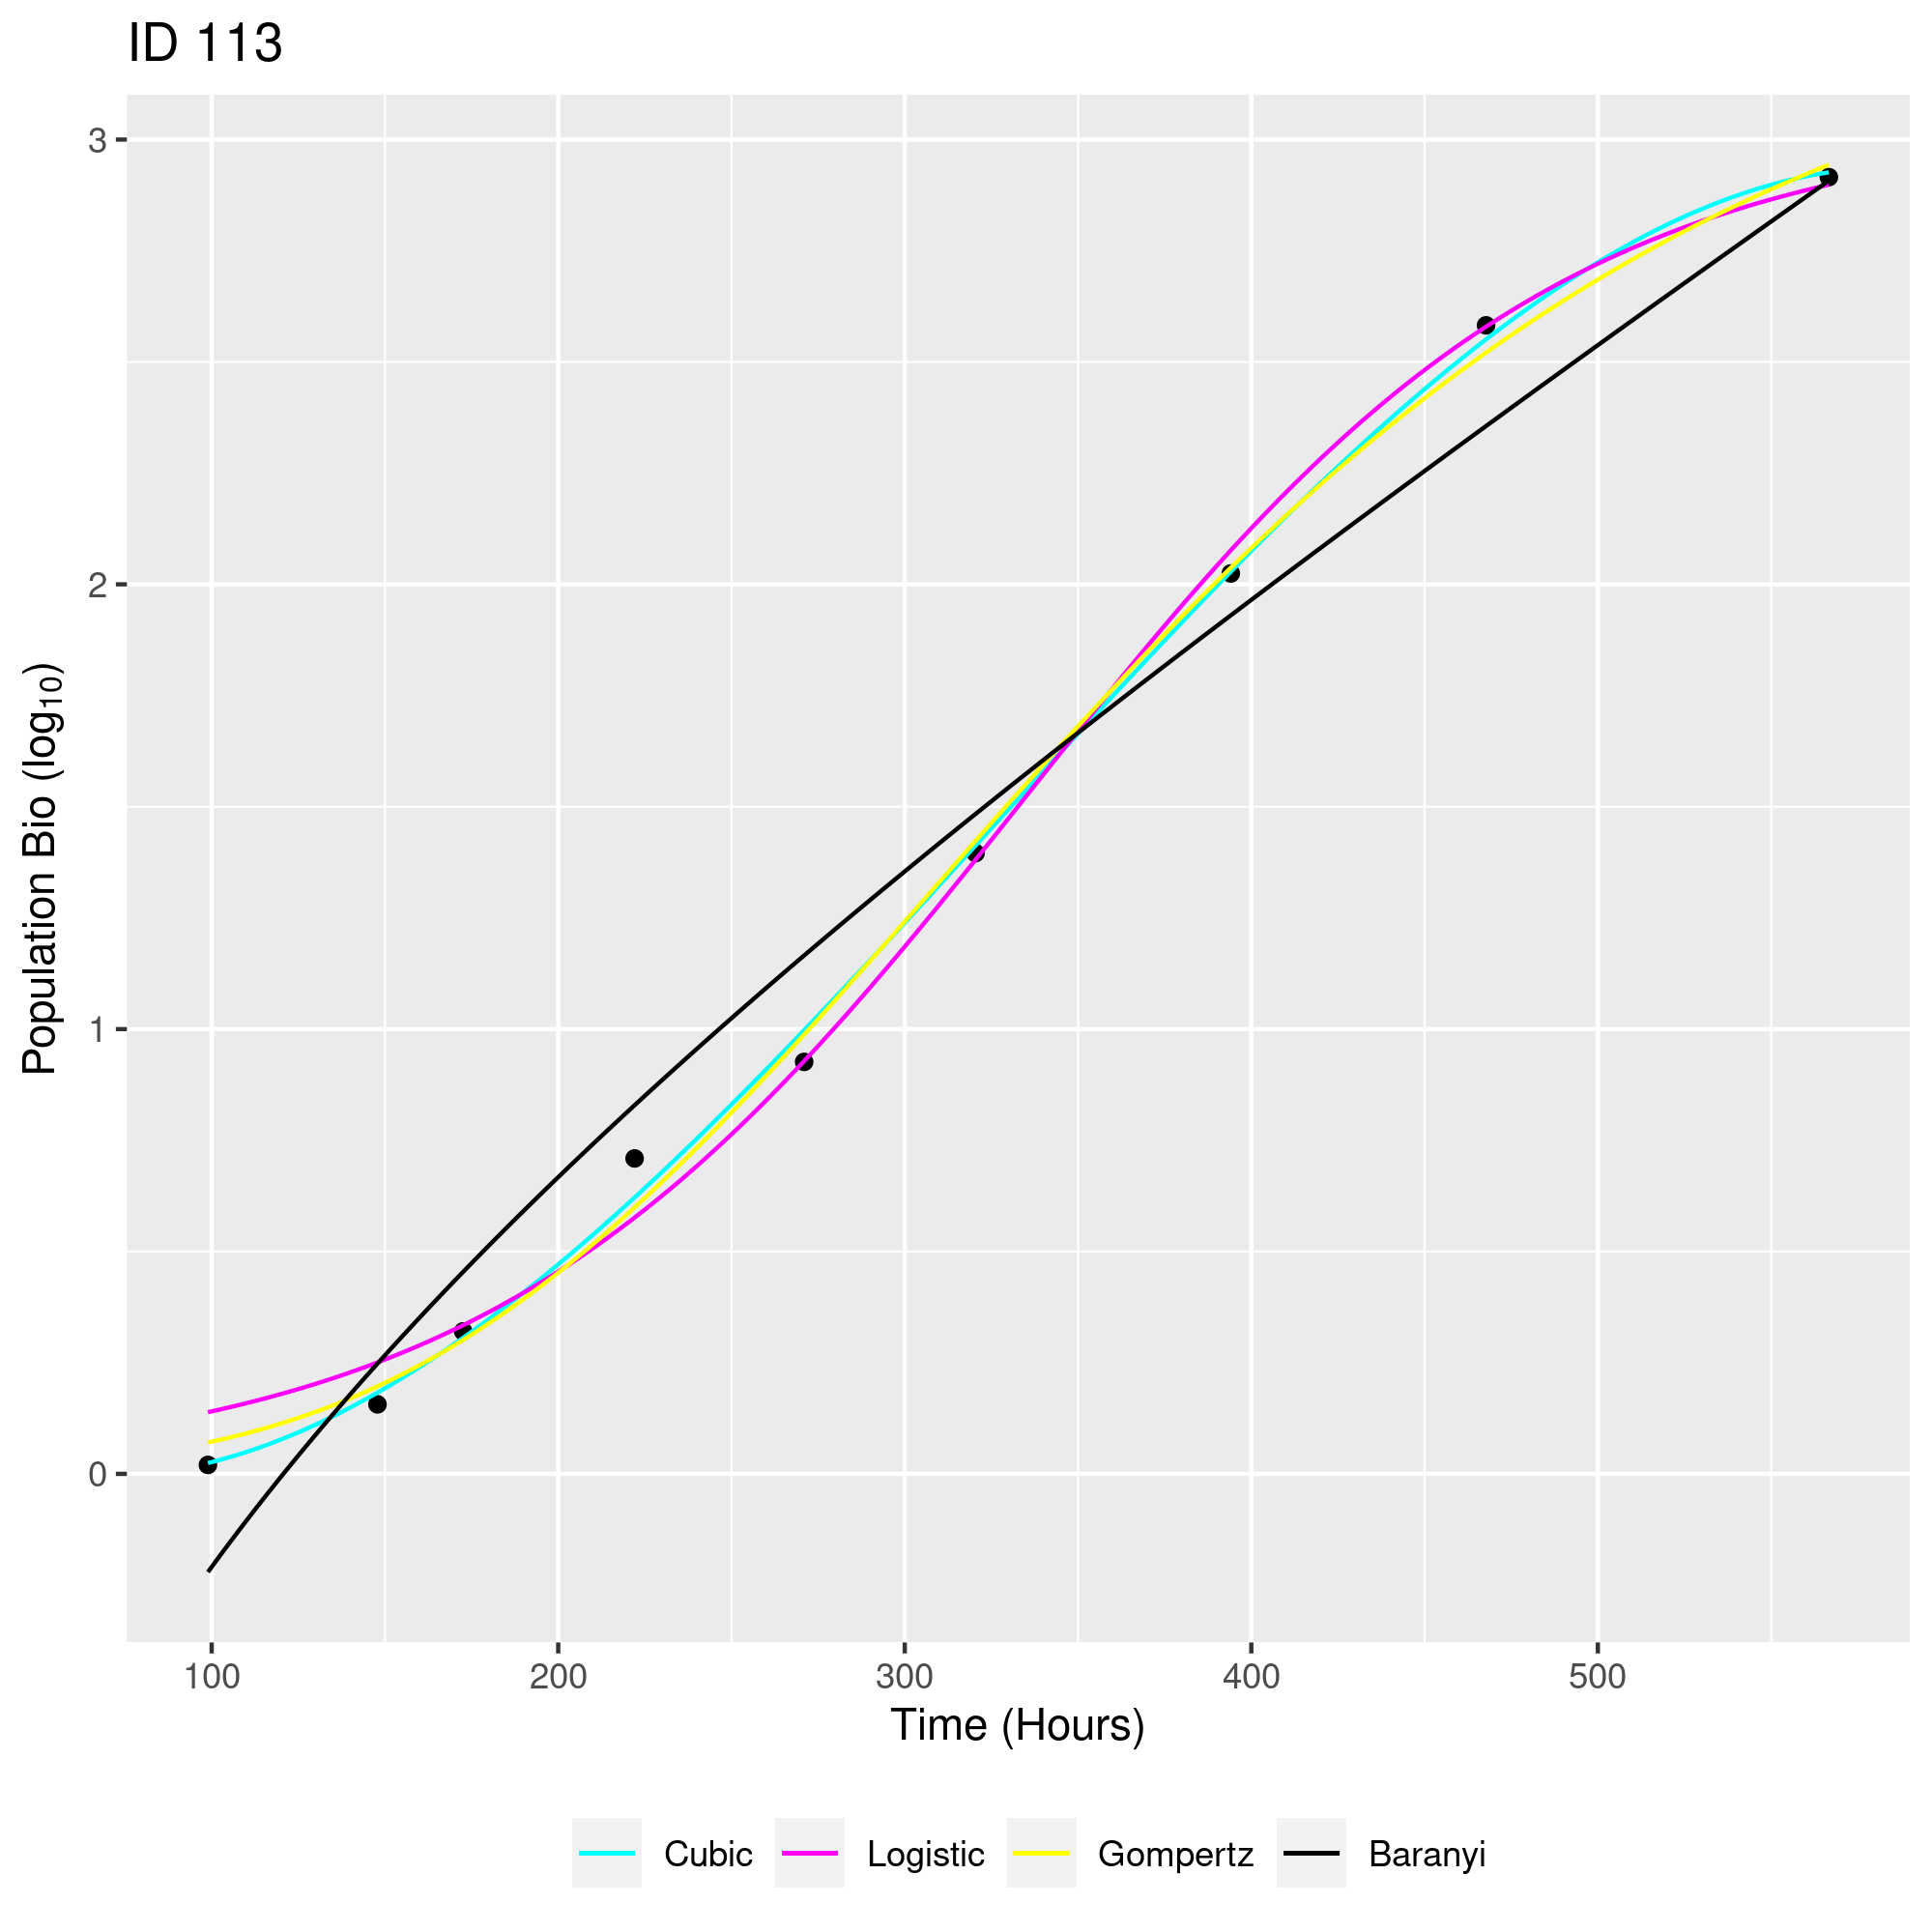 ID 113
3
2
1
0
Population Bio (log₁₀)
100 200 300 400 500
Time (Hours)
Cubic Logistic Gompertz Baranyi